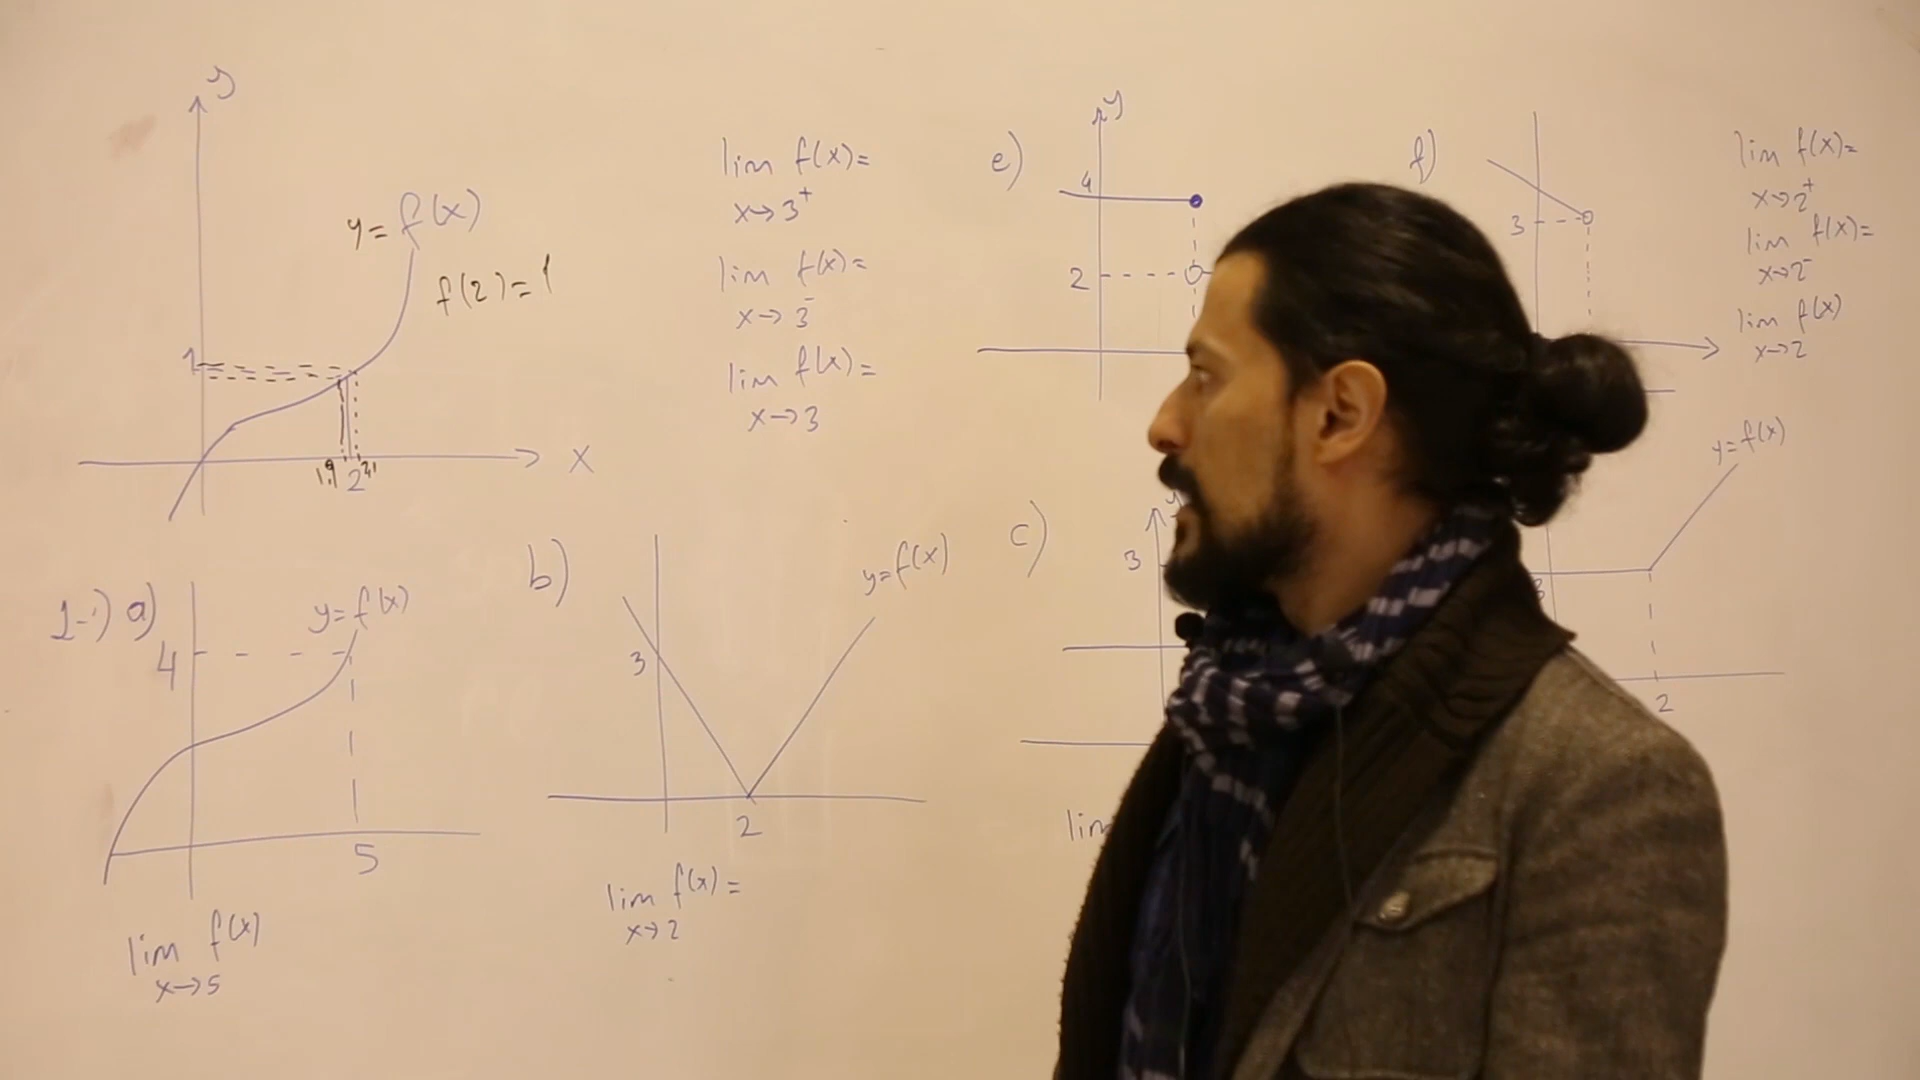 y
y = f(x)
f(2) = 1
1
1,9 2 2,1
x
lim f(x) =
x → 3⁺
lim f(x) =
x → 3⁻
lim f(x) =
x → 3
e)
y
4
2
f)
3
lim f(x) =
x → 2⁺
lim f(x) =
x → 2⁻
lim f(x)
x → 2
1-) a)
y = f(x)
4
5
lim f(x)
x → 5
b)
y = f(x)
3
2
lim f(x) =
x → 2
c)
y
3
lim
y = f(x)
2